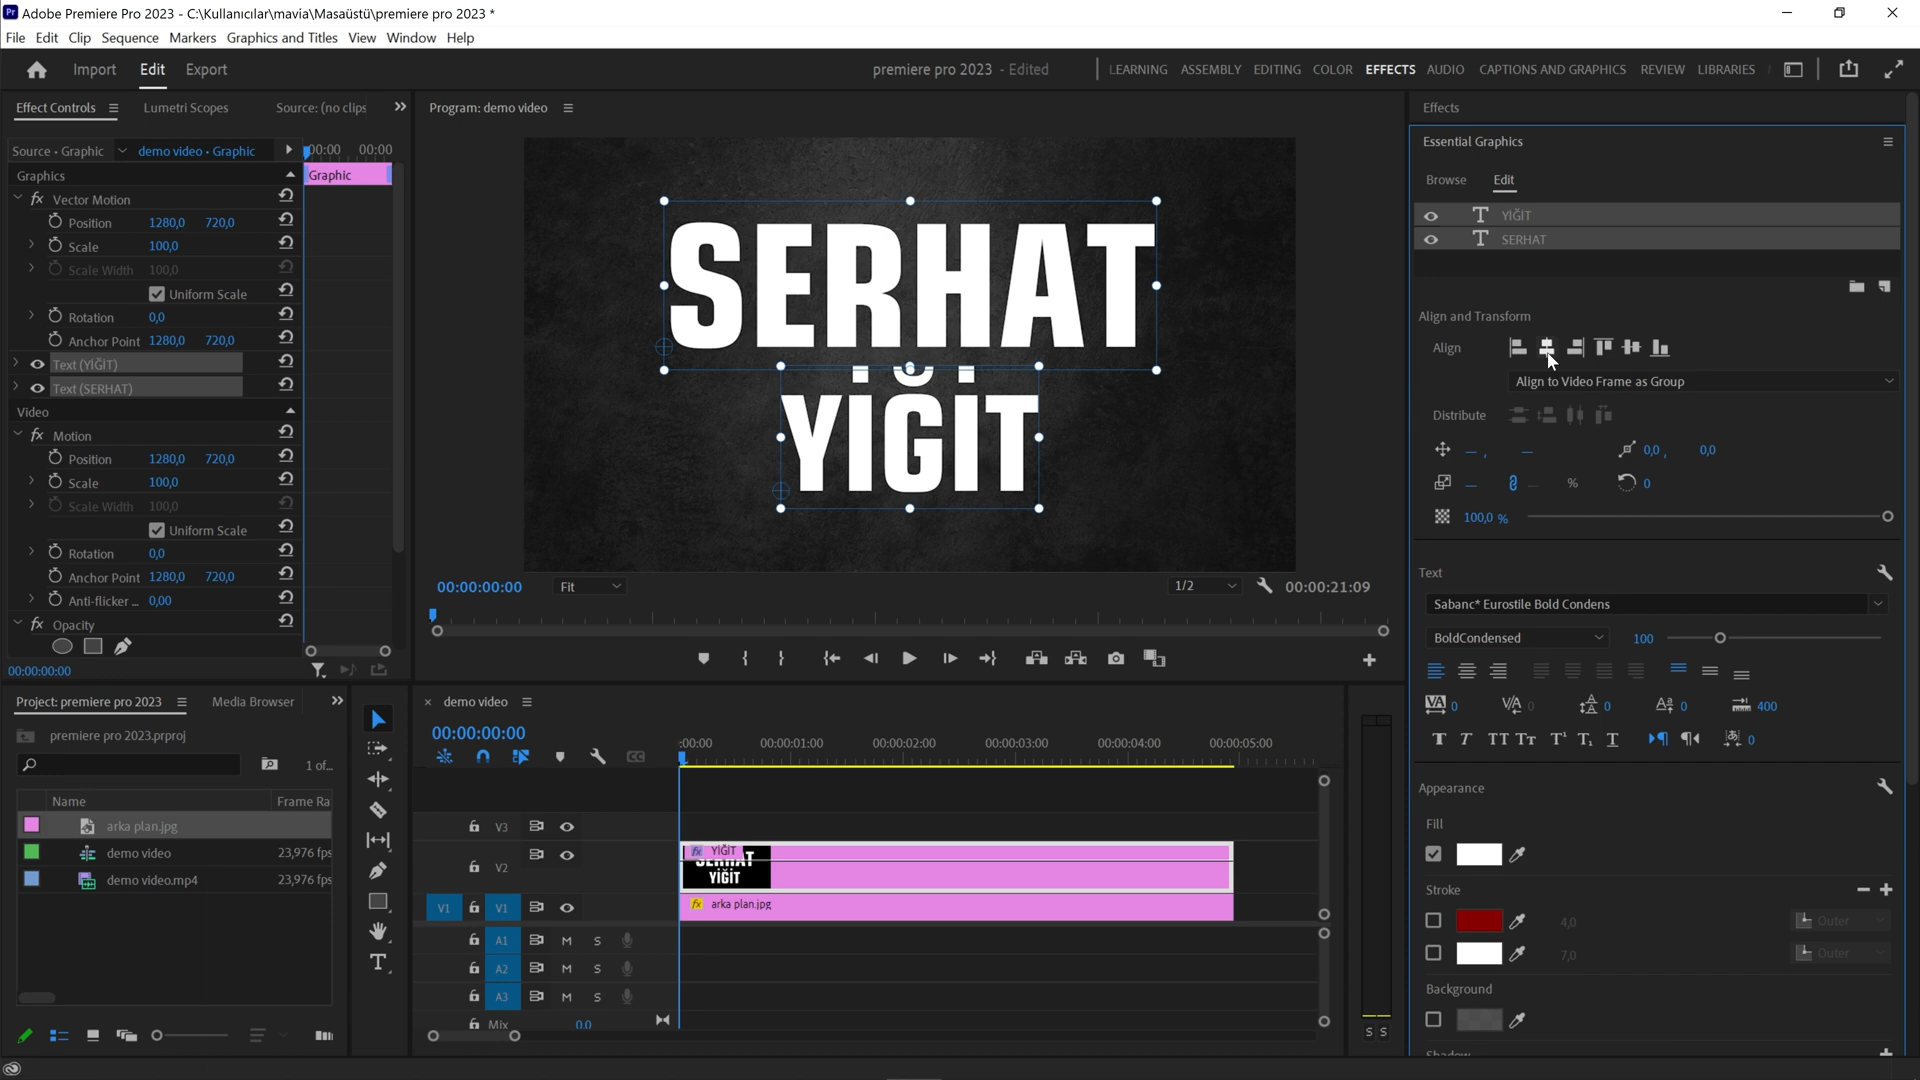 Adobe Premiere Pro 2023 - C:\Kullanıcılar\mavia\Masaüstü\premiere pro 2023 *
File Edit Clip Sequence Markers Graphics and Titles View Window Help
Import Edit Export
premiere pro 2023 - Edited
LEARNING ASSEMBLY EDITING COLOR EFFECTS AUDIO CAPTIONS AND GRAPHICS REVIEW LIBRARIES
Effect Controls Lumetri Scopes Source: (no clips
Source • Graphic demo video • Graphic
:00:00 00:00
Graphics
Graphic
Vector Motion
Position 1280,0 720,0
Scale 100,0
Scale Width 100,0
Uniform Scale
Rotation 0,0
Anchor Point 1280,0 720,0
Text (YİĞİT)
Text (SERHAT)
Video
Motion
Position 1280,0 720,0
Scale 100,0
Scale Width 100,0
Uniform Scale
Rotation 0,0
Anchor Point 1280,0 720,0
Anti-flicker ... 0,00
Opacity
00:00:00:00
Program: demo video
SERHAT
YİĞİT
00:00:00:00 Fit 1/2 00:00:21:09
Effects
Essential Graphics
Browse Edit
YİĞİT
SERHAT
Align and Transform
Align
Align to Video Frame as Group
Distribute
0,0 , 0,0
% 0
100,0 %
Text
Sabanc* Eurostile Bold Condens
BoldCondensed 100
0 0 0 0 400
0
Appearance
Fill
Stroke
4,0 Outer
7,0 Outer
Background
Shadow
Project: premiere pro 2023 Media Browser
premiere pro 2023.prproj
1 of...
Name Frame Ra
arka plan.jpg
demo video 23,976 fps
demo video.mp4 23,976 fps
demo video
00:00:00:00
:00:00 00:00:01:00 00:00:02:00 00:00:03:00 00:00:04:00 00:00:05:00
V3
V2
fx YİĞİT
SERHAT
YİĞİT
V1 V1
fx arka plan.jpg
A1 M S
A2 M S
A3 M S
Mix 0,0
S S